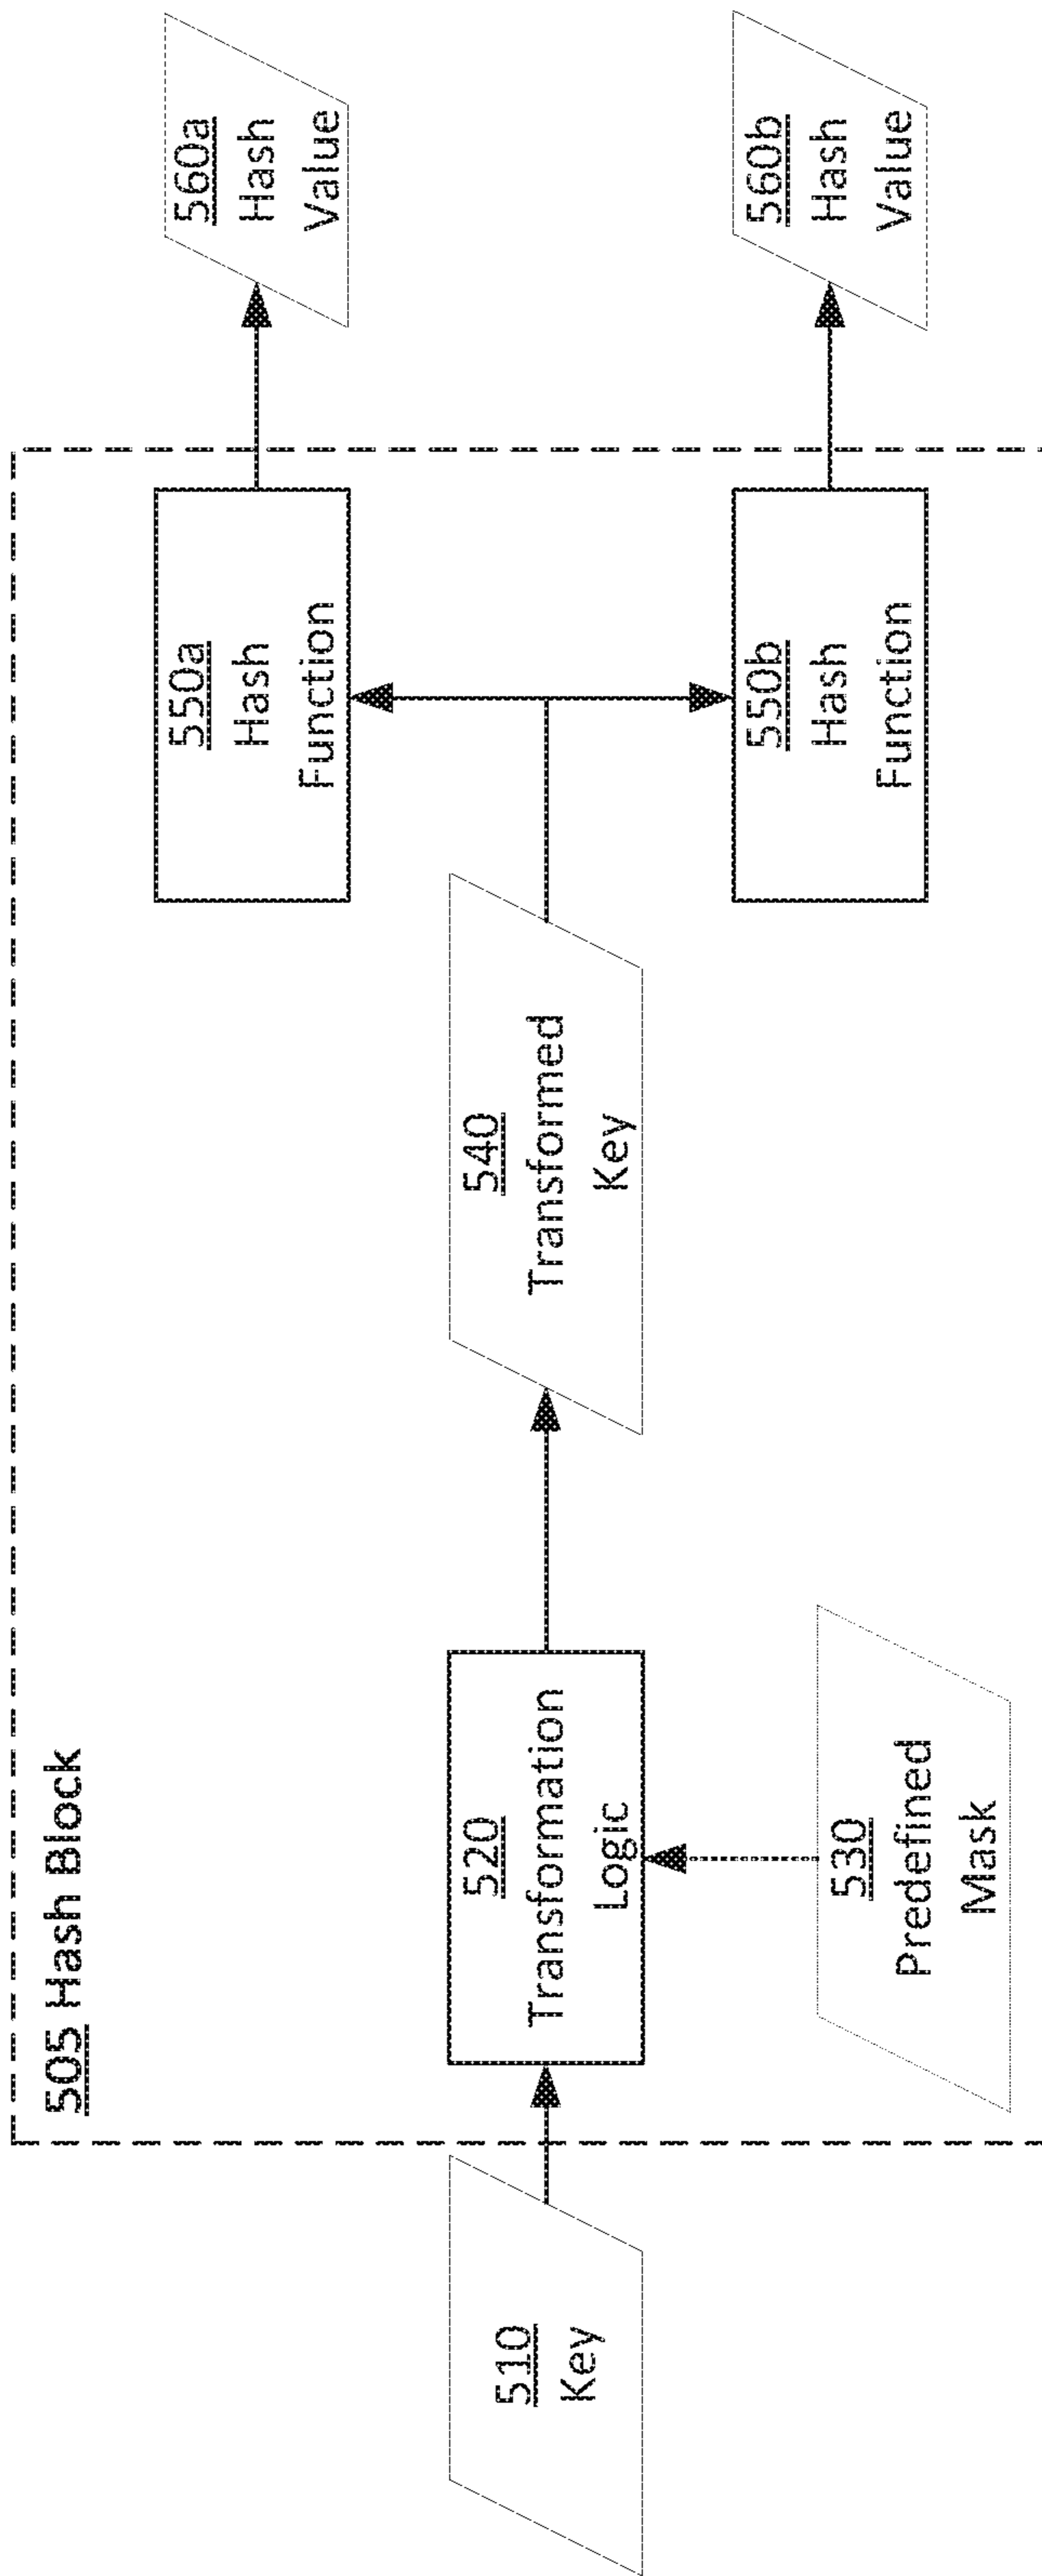 505 Hash Block
510
Key
520
Transformation
Logic
530
Predefined
Mask
540
Transformed
Key
550a
Hash
Function
550b
Hash
Function
560a
Hash
Value
560b
Hash
Value